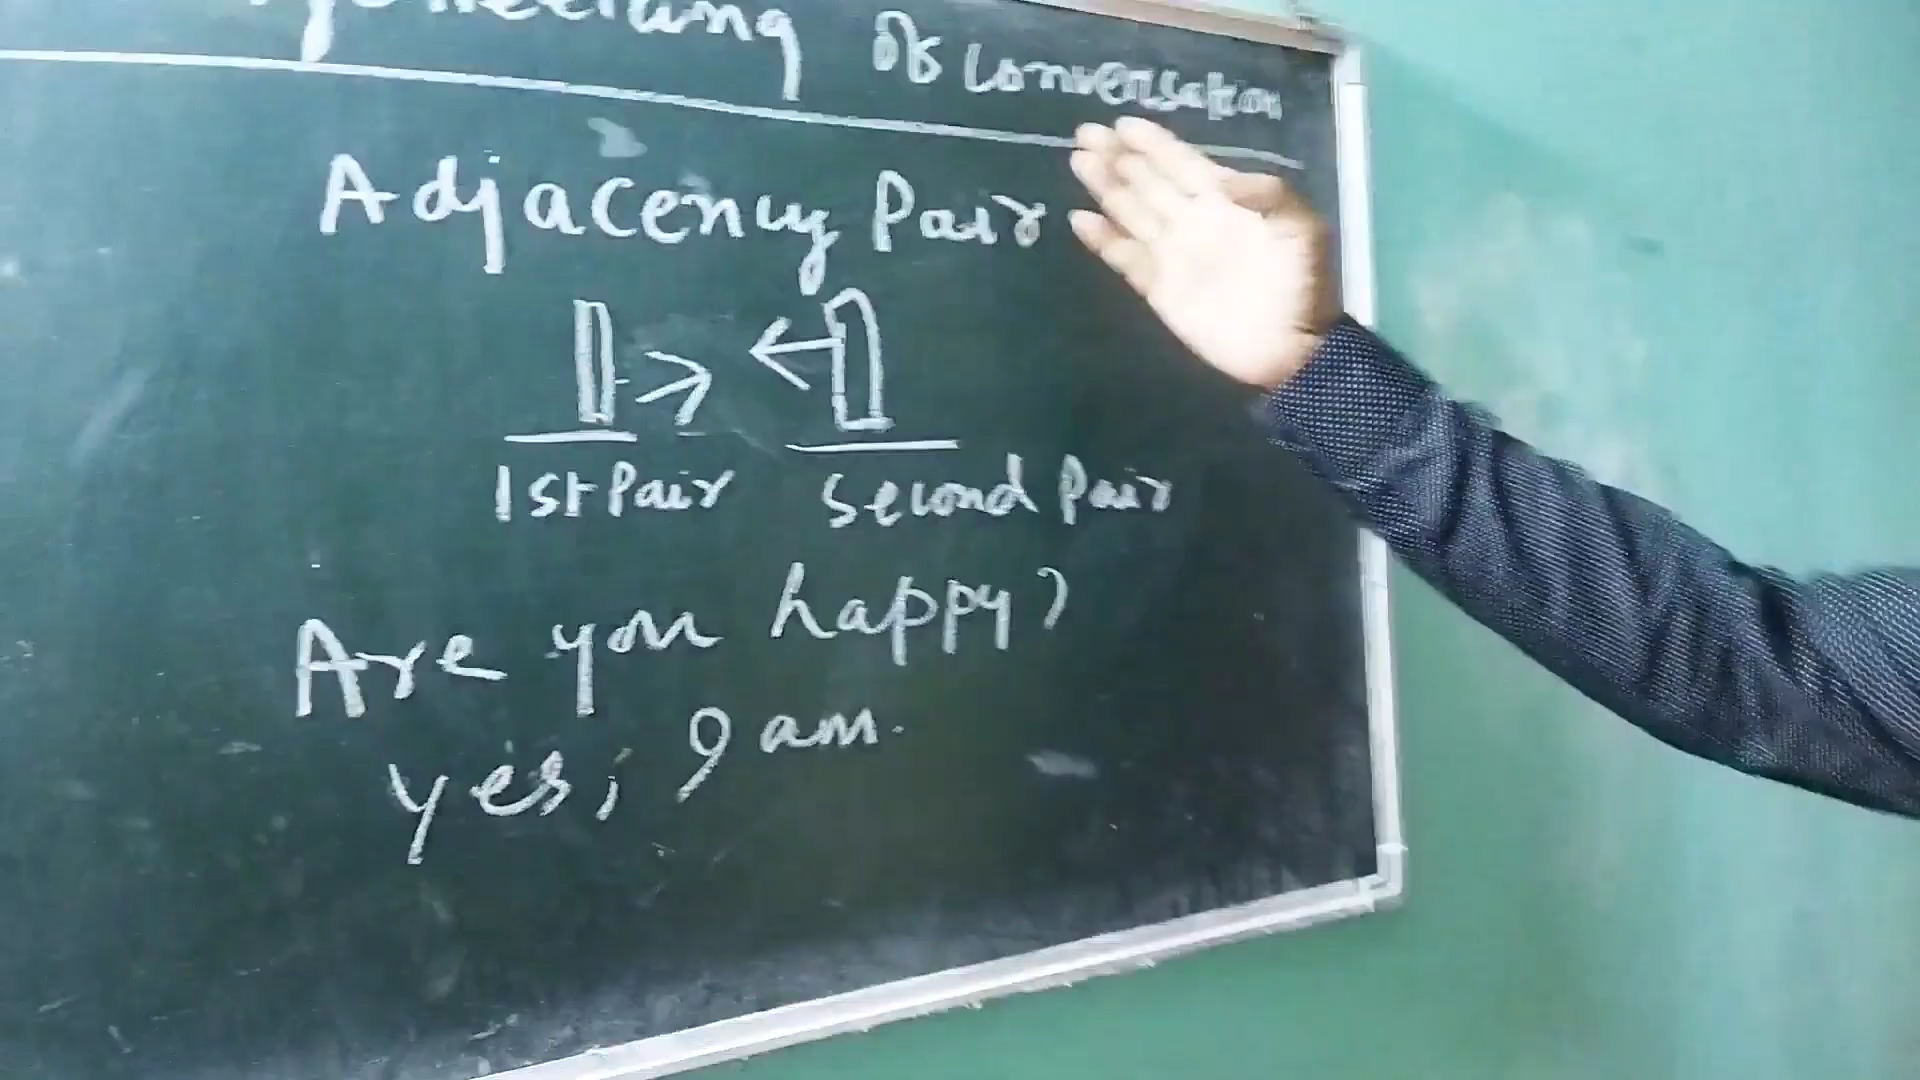 of Conversation
Adjacency Pair
1st Pair
Second Pair
Are you happy?
yes, I am.